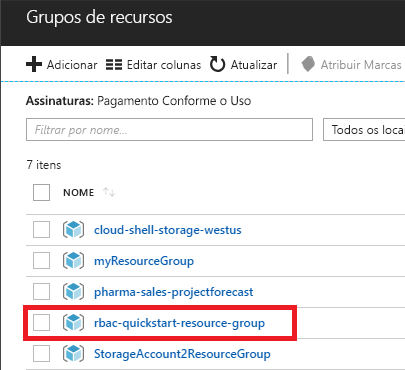 Grupos de recursos
Adicionar Editar colunas Atualizar Atribuir Marcas
Assinaturas: Pagamento Conforme o Uso
Filtrar por nome... Todos os loca
7 itens
NOME
cloud-shell-storage-westus
myResourceGroup
pharma-sales-projectforecast
rbac-quickstart-resource-group
StorageAccount2ResourceGroup